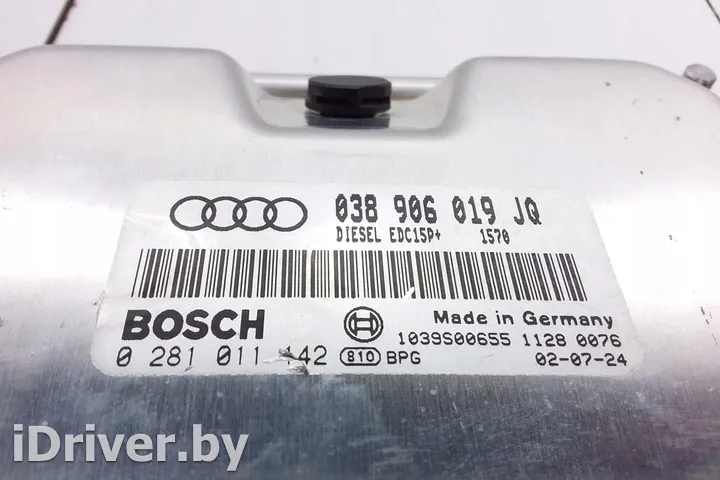 038 906 019 JQ
DIESEL EDC15P+ 1570
BOSCH
Made in Germany
1039S00655 1128 0076
0 281 011 142
810 BPG
02-07-24
iDriver.by